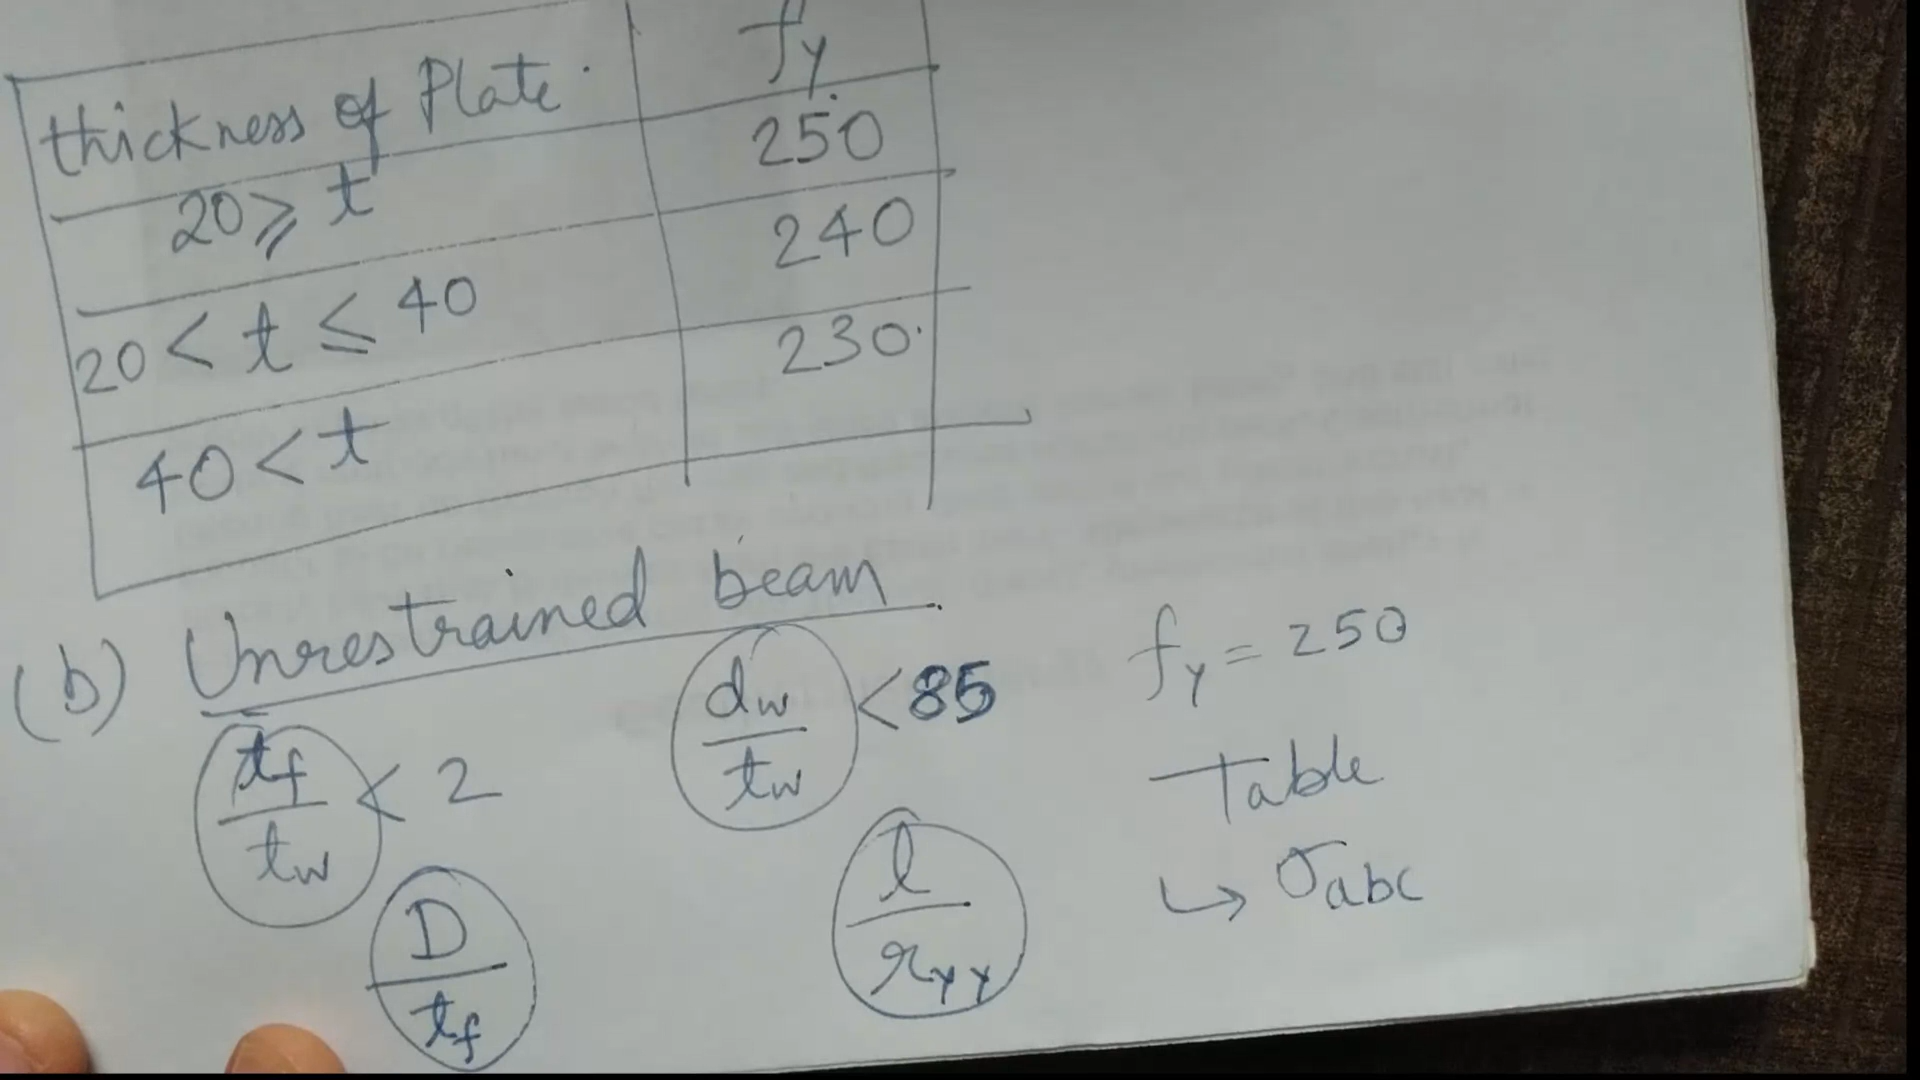 thickness of Plate. fy
20 ⩾ t 250
20 < t ≤ 40 240
40 < t 230.
(b) Unrestrained beam
tf/tw < 2 dw/tw < 85 fy = 250
D/tf l/ryy Table
↳ σabc